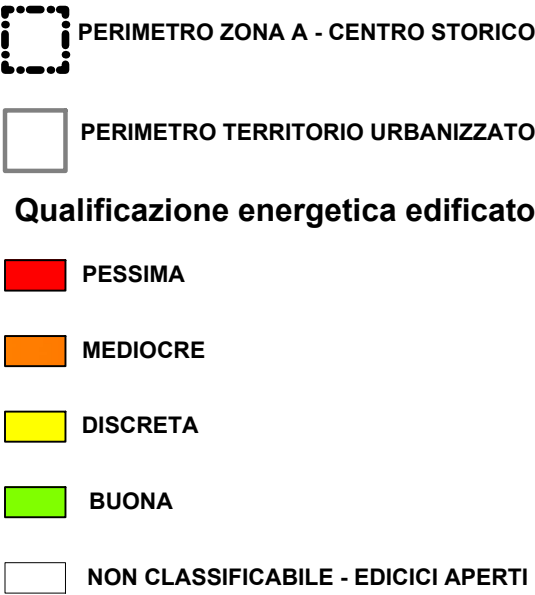 PERIMETRO ZONA A - CENTRO STORICO
PERIMETRO TERRITORIO URBANIZZATO
Qualificazione energetica edificato
PESSIMA
MEDIOCRE
DISCRETA
BUONA
NON CLASSIFICABILE - EDICICI APERTI